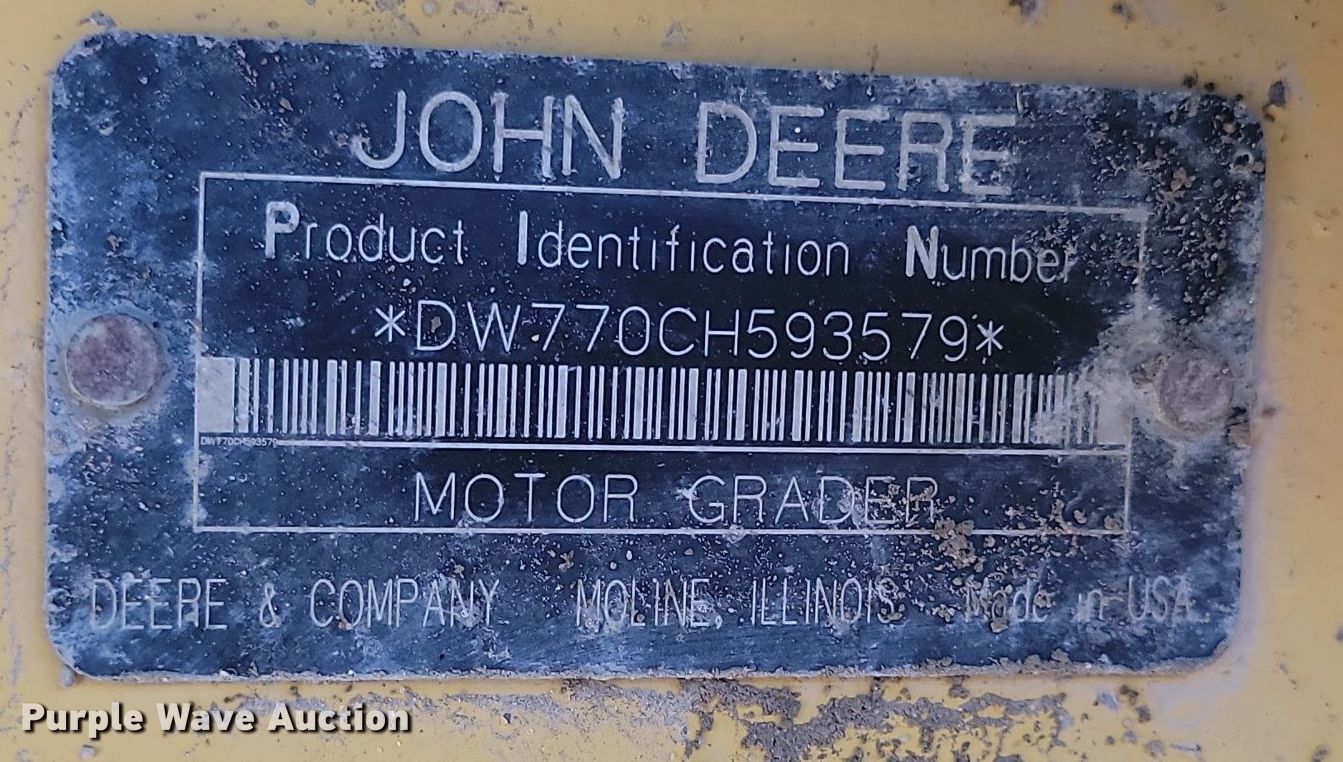 JOHN DEERE
Product Identification Number
*DW770CH593579*
DW770CH593579
MOTOR GRADER
DEERE & COMPANY MOLINE, ILLINOIS Made in USA
Purple Wave Auction